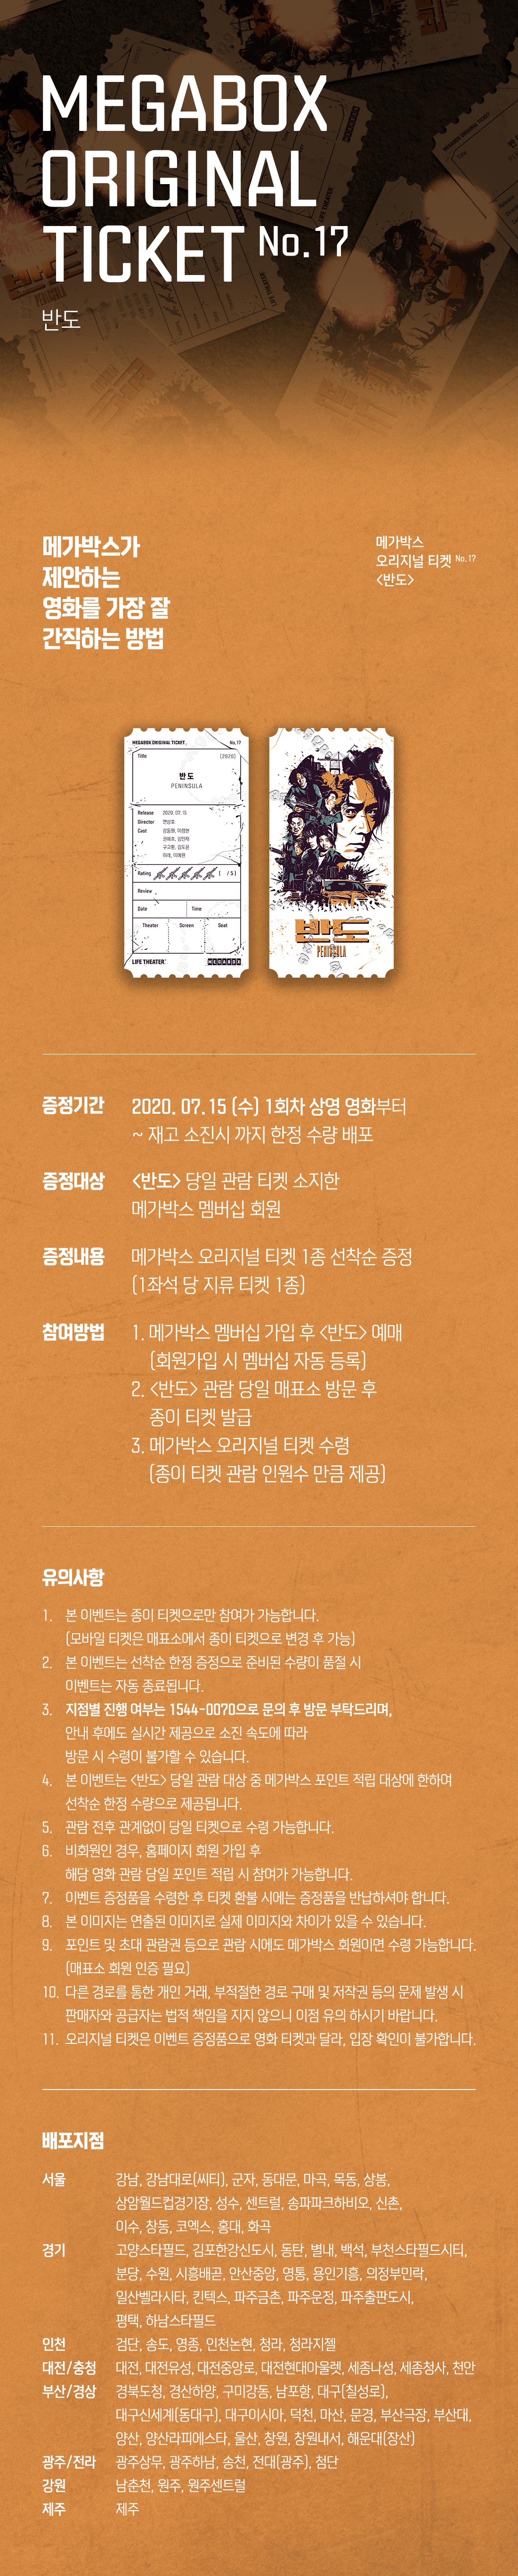 MEGABOX
ORIGINAL
TICKET No.17
반도
메가박스가
제안하는
영화를 가장 잘
간직하는 방법
메가박스
오리지널 티켓 No.17
<반도>
MEGABOX ORIGINAL TICKET No.17
Title (2020)
반도
PENINSULA
Release 2020. 07. 15
Director 연상호
Cast 강동원, 이정현
권해효, 김민재
구교환, 김도윤
이레, 이예원
Rating ( / 5)
Review
Date Time
Theater Screen Seat
LIFE THEATER MEGABOX
반도
PENINSULA
증정기간 2020. 07. 15 (수) 1회차 상영 영화부터
~ 재고 소진시 까지 한정 수량 배포
증정대상 <반도> 당일 관람 티켓 소지한
메가박스 멤버십 회원
증정내용 메가박스 오리지널 티켓 1종 선착순 증정
(1좌석 당 지류 티켓 1종)
참여방법 1. 메가박스 멤버십 가입 후 <반도> 예매
(회원가입 시 멤버십 자동 등록)
2. <반도> 관람 당일 매표소 방문 후
종이 티켓 발급
3. 메가박스 오리지널 티켓 수령
(종이 티켓 관람 인원수 만큼 제공)
유의사항
1. 본 이벤트는 종이 티켓으로만 참여가 가능합니다.
(모바일 티켓은 매표소에서 종이 티켓으로 변경 후 가능)
2. 본 이벤트는 선착순 한정 증정으로 준비된 수량이 품절 시
이벤트는 자동 종료됩니다.
3. 지점별 진행 여부는 1544-0070으로 문의 후 방문 부탁드리며,
안내 후에도 실시간 제공으로 소진 속도에 따라
방문 시 수령이 불가할 수 있습니다.
4. 본 이벤트는 <반도> 당일 관람 대상 중 메가박스 포인트 적립 대상에 한하여
선착순 한정 수량으로 제공됩니다.
5. 관람 전후 관계없이 당일 티켓으로 수령 가능합니다.
6. 비회원인 경우, 홈페이지 회원 가입 후
해당 영화 관람 당일 포인트 적립 시 참여가 가능합니다.
7. 이벤트 증정품을 수령한 후 티켓 환불 시에는 증정품을 반납하셔야 합니다.
8. 본 이미지는 연출된 이미지로 실제 이미지와 차이가 있을 수 있습니다.
9. 포인트 및 초대 관람권 등으로 관람 시에도 메가박스 회원이면 수령 가능합니다.
(매표소 회원 인증 필요)
10. 다른 경로를 통한 개인 거래, 부적절한 경로 구매 및 저작권 등의 문제 발생 시
판매자와 공급자는 법적 책임을 지지 않으니 이점 유의 하시기 바랍니다.
11. 오리지널 티켓은 이벤트 증정품으로 영화 티켓과 달라, 입장 확인이 불가합니다.
배포지점
서울 강남, 강남대로(씨티), 군자, 동대문, 마곡, 목동, 상봉,
상암월드컵경기장, 성수, 센트럴, 송파파크하비오, 신촌,
이수, 창동, 코엑스, 홍대, 화곡
경기 고양스타필드, 김포한강신도시, 동탄, 별내, 백석, 부천스타필드시티,
분당, 수원, 시흥배곧, 안산중앙, 영통, 용인기흥, 의정부민락,
일산벨라시타, 킨텍스, 파주금촌, 파주운정, 파주출판도시,
평택, 하남스타필드
인천 검단, 송도, 영종, 인천논현, 청라, 청라지젤
대전/충청 대전, 대전유성, 대전중앙로, 대전현대아울렛, 세종나성, 세종청사, 천안
부산/경상 경북도청, 경산하양, 구미강동, 남포항, 대구(칠성로),
대구신세계(동대구), 대구이시아, 덕천, 마산, 문경, 부산극장, 부산대,
양산, 양산라피에스타, 울산, 창원, 창원내서, 해운대(장산)
광주/전라 광주상무, 광주하남, 송천, 전대(광주), 첨단
강원 남춘천, 원주, 원주센트럴
제주 제주